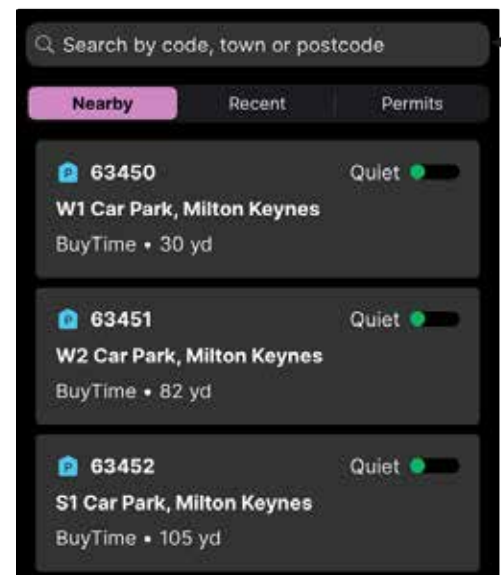 Search by code, town or postcode
Nearby Recent Permits
P 63450 Quiet
W1 Car Park, Milton Keynes
BuyTime • 30 yd
P 63451 Quiet
W2 Car Park, Milton Keynes
BuyTime • 82 yd
P 63452 Quiet
S1 Car Park, Milton Keynes
BuyTime • 105 yd